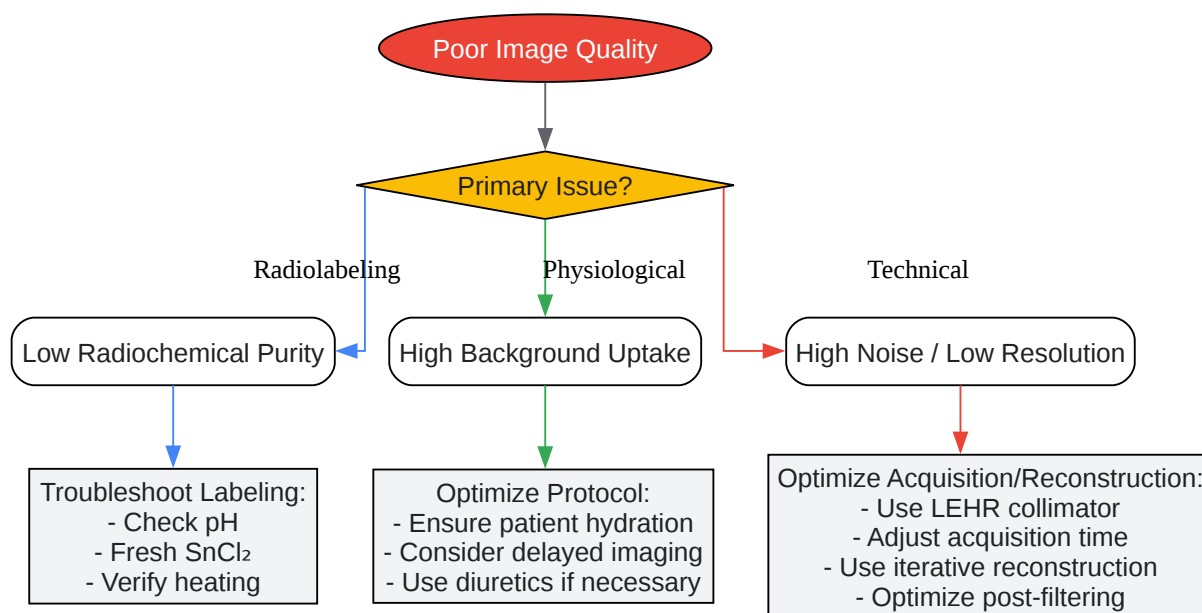 Poor Image Quality
Primary Issue?
Radiolabeling
Physiological
Technical
Low Radiochemical Purity
High Background Uptake
High Noise / Low Resolution
Troubleshoot Labeling:
- Check pH
- Fresh SnCl₂
- Verify heating
Optimize Protocol:
- Ensure patient hydration
- Consider delayed imaging
- Use diuretics if necessary
Optimize Acquisition/Reconstruction:
- Use LEHR collimator
- Adjust acquisition time
- Use iterative reconstruction
- Optimize post-filtering